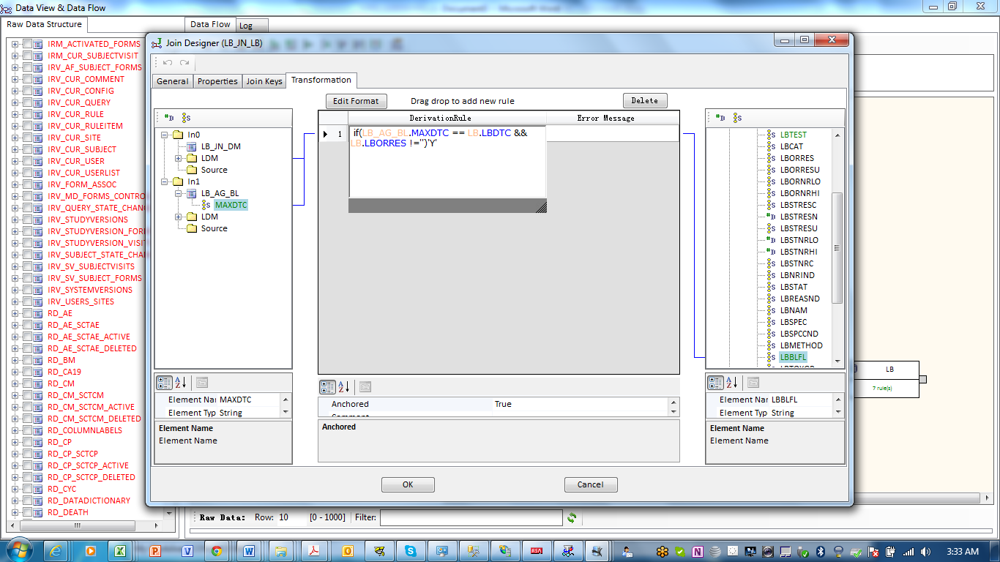 Data View & Data Flow
Raw Data Structure
Data Flow
Log
IRM_ACTIVATED_FORMS
IRM_CUR_SUBJECTVISIT
IRV_AF_SUBJECT_FORMS
IRV_CUR_COMMENT
IRV_CUR_CONFIG
IRV_CUR_QUERY
IRV_CUR_RULE
IRV_CUR_RULEITEM
IRV_CUR_SITE
IRV_CUR_SUBJECT
IRV_CUR_USER
IRV_CUR_USERLIST
IRV_FORM_ASSOC
IRV_MD_FORMS_CONTRO
IRV_QUERY_STATE_CHAN
IRV_STUDYVERSIONS
IRV_STUDYVERSION_FOR
IRV_STUDYVERSION_VISI
IRV_SUBJECT_STATE_CHA
IRV_SV_SUBJECTVISITS
IRV_SV_SUBJECT_FORMS
IRV_SYSTEMVERSIONS
IRV_USERS_SITES
RD_AE
RD_AE_SCTAE
RD_AE_SCTAE_ACTIVE
RD_AE_SCTAE_DELETED
RD_BM
RD_CA19
RD_CM
RD_CM_SCTCM
RD_CM_SCTCM_ACTIVE
RD_CM_SCTCM_DELETED
RD_COLUMNLABELS
RD_CP
RD_CP_SCTCP
RD_CP_SCTCP_ACTIVE
RD_CP_SCTCP_DELETED
RD_CYC
RD_DATADICTIONARY
RD_DEATH
Join Designer (LB_JN_LB)
General
Properties
Join Keys
Transformation
Edit Format
Drag drop to add new rule
Delete
In0
LB_JN_DM
LDM
Source
In1
LB_AG_BL
MAXDTC
LDM
Source
DerivationRule
Error Message
1
if(LB_AG_BL.MAXDTC == LB.LBDTC &&
LB.LBORRES !='')'Y'
LBTEST
LBCAT
LBORRES
LBORRESU
LBORNRLO
LBORNRHI
LBSTRESC
LBSTRESN
LBSTRESU
LBSTNRLO
LBSTNRHI
LBSTNRC
LBNRIND
LBSTAT
LBREASND
LBNAM
LBSPEC
LBSPCCND
LBMETHOD
LBBLFL
Element Nar MAXDTC
Element Typ String
Element Name
Element Name
Anchored
True
Anchored
Element Nar LBBLFL
Element Typ String
Element Name
Element Name
OK
Cancel
LB
7 rule(s)
Raw Data:
Row: 10
[0 - 1000]
Filter:
3:33 AM